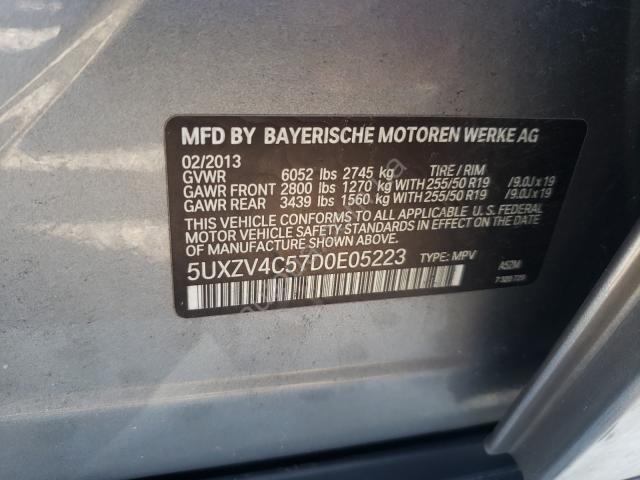 MFD BY BAYERISCHE MOTOREN WERKE AG
02/2013
GVWR 6052 lbs 2745 kg TIRE / RIM
GAWR FRONT 2800 lbs 1270 kg WITH 255/50 R19 /9.0J x 19
GAWR REAR 3439 lbs 1560 kg WITH 255/50 R19 /9.0J x 19
THIS VEHICLE CONFORMS TO ALL APPLICABLE U. S. FEDERAL
MOTOR VEHICLE SAFETY STANDARDS IN EFFECT ON THE DATE
OF MANUFACTURE SHOWN ABOVE.
5UXZV4C57D0E05223 TYPE: MPV A52M